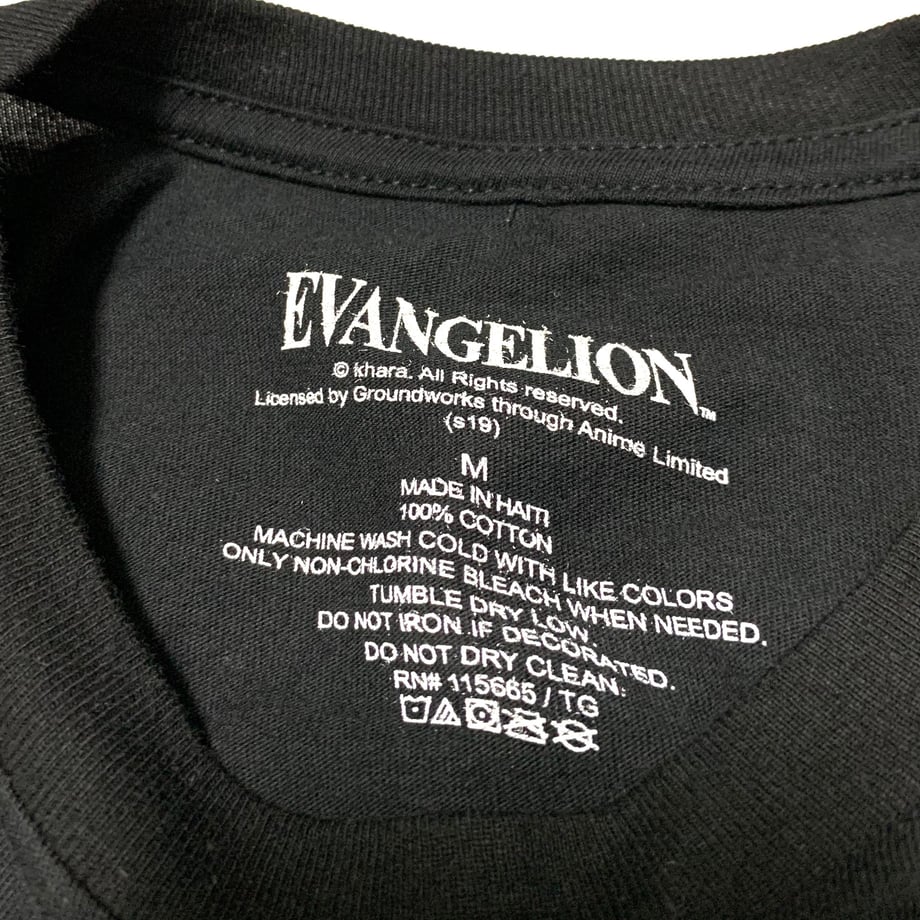 EVANGELION™
© khara. All Rights reserved.
Licensed by Groundworks through Anime Limited
(s19)
M
MADE IN HAITI
100% COTTON
MACHINE WASH COLD WITH LIKE COLORS
ONLY NON-CHLORINE BLEACH WHEN NEEDED.
TUMBLE DRY LOW.
DO NOT IRON IF DECORATED.
DO NOT DRY CLEAN.
RN# 115665 / TG